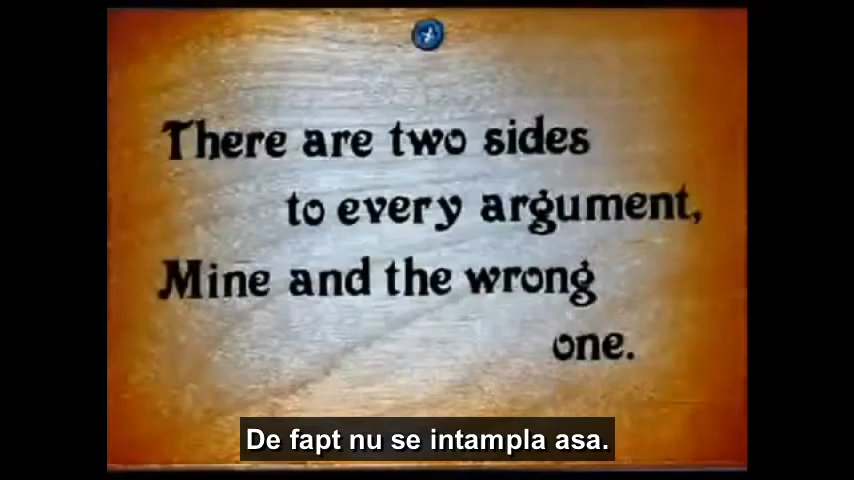 There are two sides
to every argument,
Mine and the wrong
one.
De fapt nu se intampla asa.